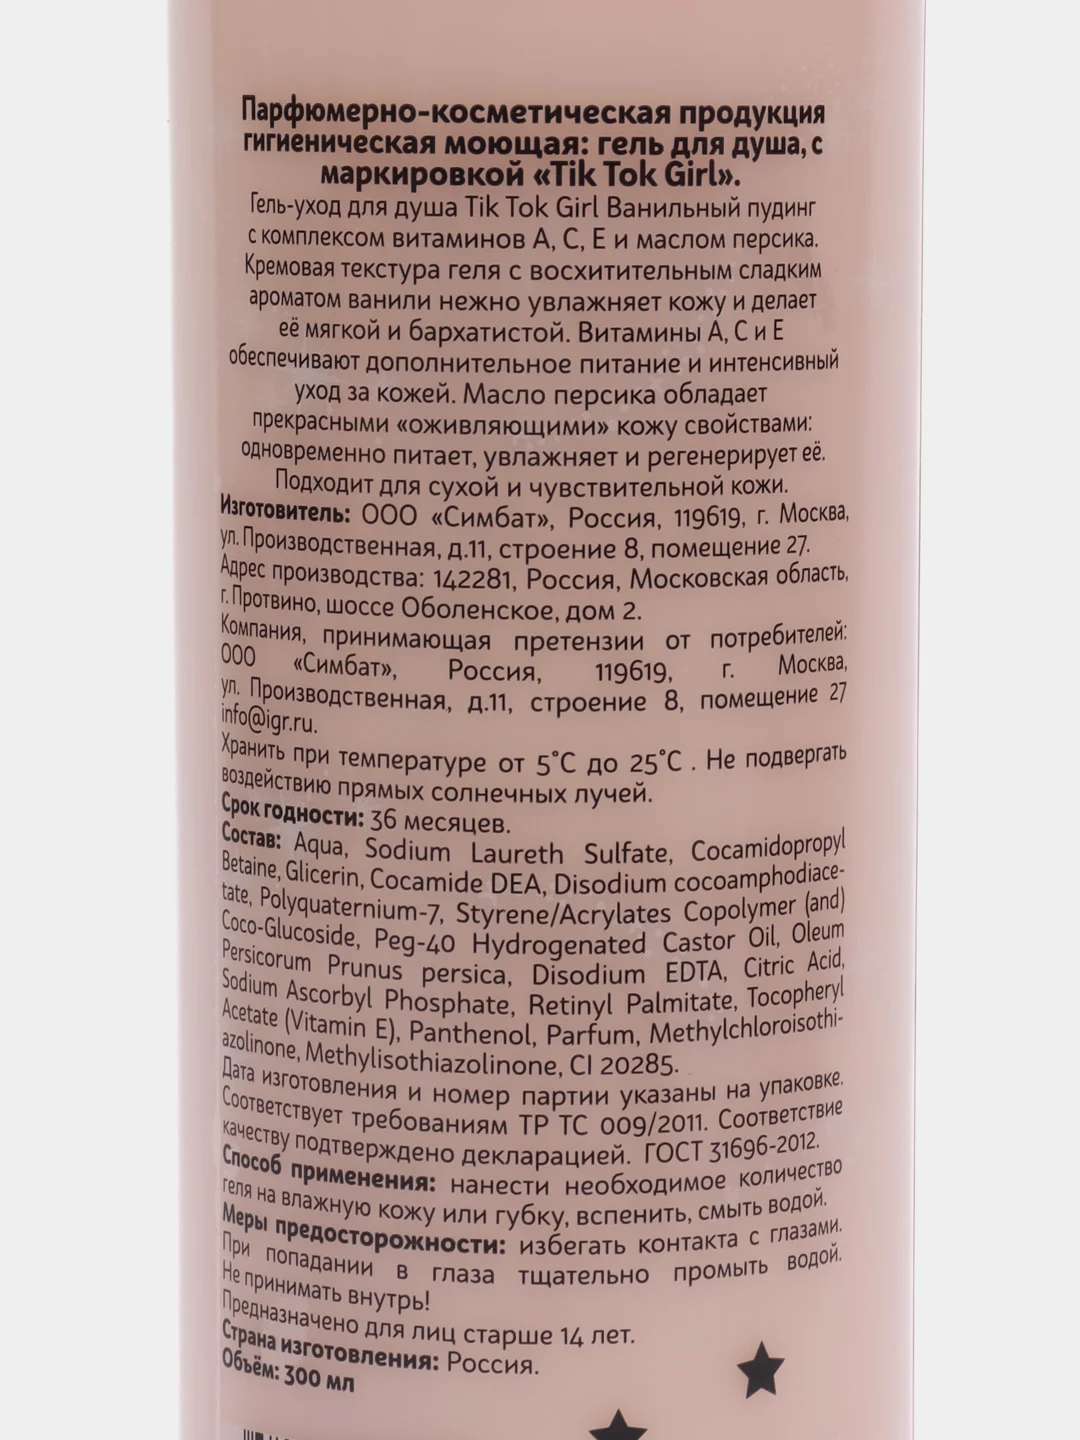 Парфюмерно-косметическая продукция
гигиеническая моющая: гель для душа, с
маркировкой «Tik Tok Girl».
Гель-уход для душа Tik Tok Girl Ванильный пудинг
с комплексом витаминов А, С, Е и маслом персика.
Кремовая текстура геля с восхитительным сладким
ароматом ванили нежно увлажняет кожу и делает
её мягкой и бархатистой. Витамины А, С и Е
обеспечивают дополнительное питание и интенсивный
уход за кожей. Масло персика обладает
прекрасными «оживляющими» кожу свойствами:
одновременно питает, увлажняет и регенерирует её.
Подходит для сухой и чувствительной кожи.
Изготовитель: ООО «Симбат», Россия, 119619, г. Москва,
ул. Производственная, д.11, строение 8, помещение 27.
Адрес производства: 142281, Россия, Московская область,
г. Протвино, шоссе Оболенское, дом 2.
Компания, принимающая претензии от потребителей:
ООО «Симбат», Россия, 119619, г. Москва,
ул. Производственная, д.11, строение 8, помещение 27
info@igr.ru.
Хранить при температуре от 5°С до 25°С . Не подвергать
воздействию прямых солнечных лучей.
Срок годности: 36 месяцев.
Состав: Aqua, Sodium Laureth Sulfate, Cocamidopropyl
Betaine, Glicerin, Cocamide DEA, Disodium cocoamphodiace-
tate, Polyquaternium-7, Styrene/Acrylates Copolymer (and)
Coco-Glucoside, Peg-40 Hydrogenated Castor Oil, Oleum
Persicorum Prunus persica, Disodium EDTA, Citric Acid,
Sodium Ascorbyl Phosphate, Retinyl Palmitate, Tocopheryl
Acetate (Vitamin E), Panthenol, Parfum, Methylchloroisothi-
azolinone, Methylisothiazolinone, CI 20285.
Дата изготовления и номер партии указаны на упаковке.
Соответствует требованиям ТР ТС 009/2011. Соответствие
качеству подтверждено декларацией. ГОСТ 31696-2012.
Способ применения: нанести необходимое количество
геля на влажную кожу или губку, вспенить, смыть водой.
Меры предосторожности: избегать контакта с глазами.
При попадании в глаза тщательно промыть водой.
Не принимать внутрь!
Предназначено для лиц старше 14 лет.
Страна изготовления: Россия.
Объём: 300 мл